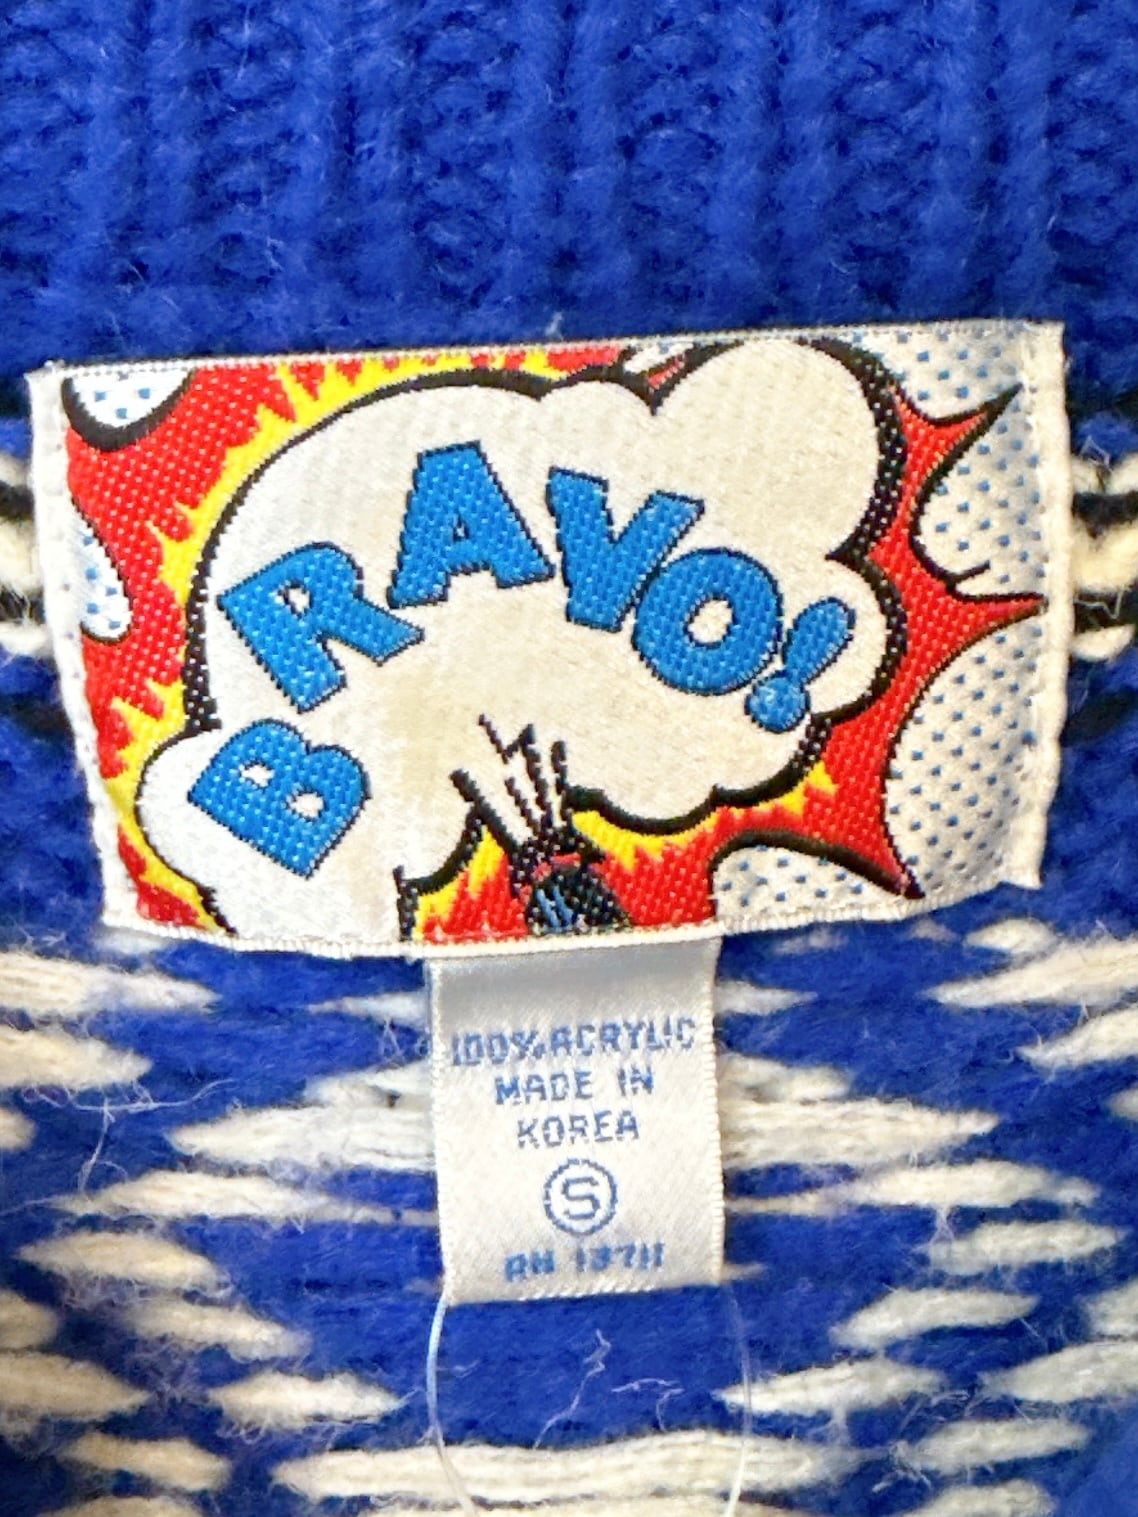 BRAVO!
100% ACRYLIC
MADE IN
KOREA
S
RN 13711